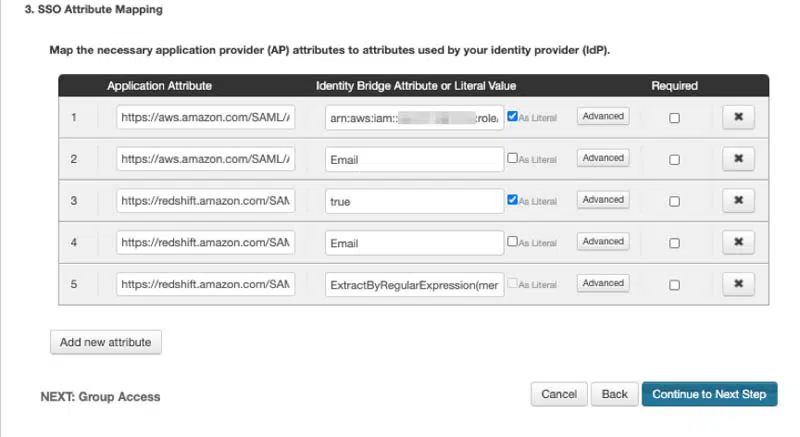 3. SSO Attribute Mapping
Map the necessary application provider (AP) attributes to attributes used by your identity provider (IdP).
Application Attribute Identity Bridge Attribute or Literal Value Required
1 https://aws.amazon.com/SAML/ arn:aws:iam:: :role/ As Literal Advanced
2 https://aws.amazon.com/SAML/ Email As Literal Advanced
3 https://redshift.amazon.com/SAM true As Literal Advanced
4 https://redshift.amazon.com/SAM Email As Literal Advanced
5 https://redshift.amazon.com/SAM ExtractByRegularExpression(mer As Literal Advanced
Add new attribute
NEXT: Group Access Cancel Back Continue to Next Step